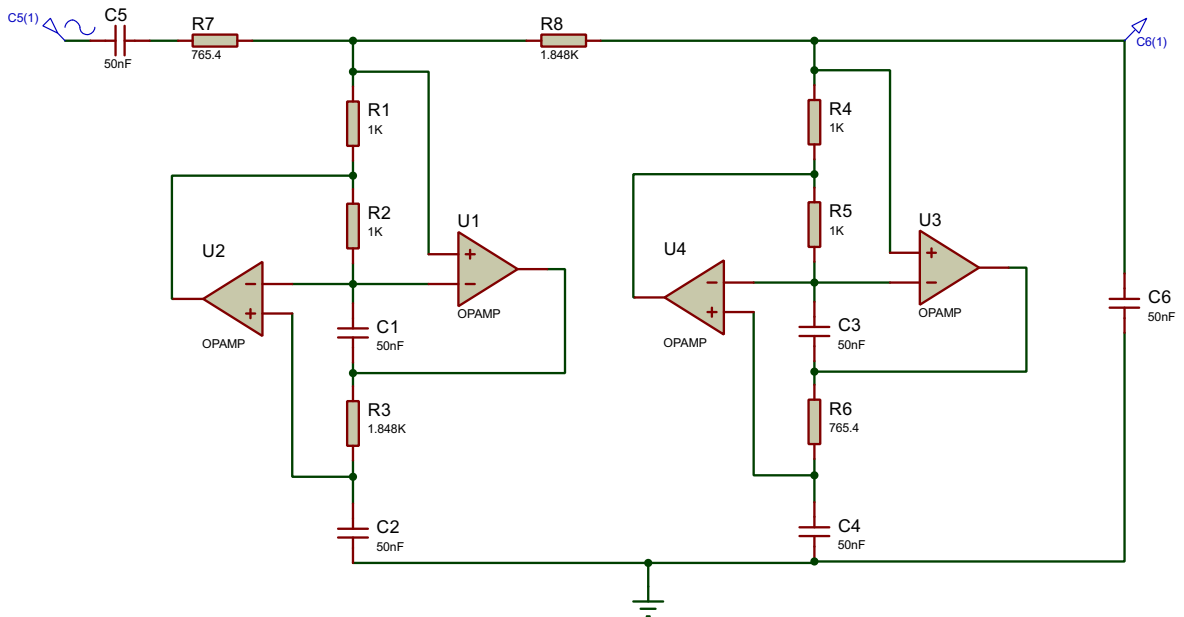 C5(1)
C5
50nF
R7
765.4
R8
1.848K
C6(1)
R1
1K
R2
1K
U1
+
−
OPAMP
U2
−
+
OPAMP
C1
50nF
R3
1.848K
C2
50nF
R4
1K
R5
1K
U3
+
−
OPAMP
U4
−
+
OPAMP
C3
50nF
R6
765.4
C4
50nF
C6
50nF